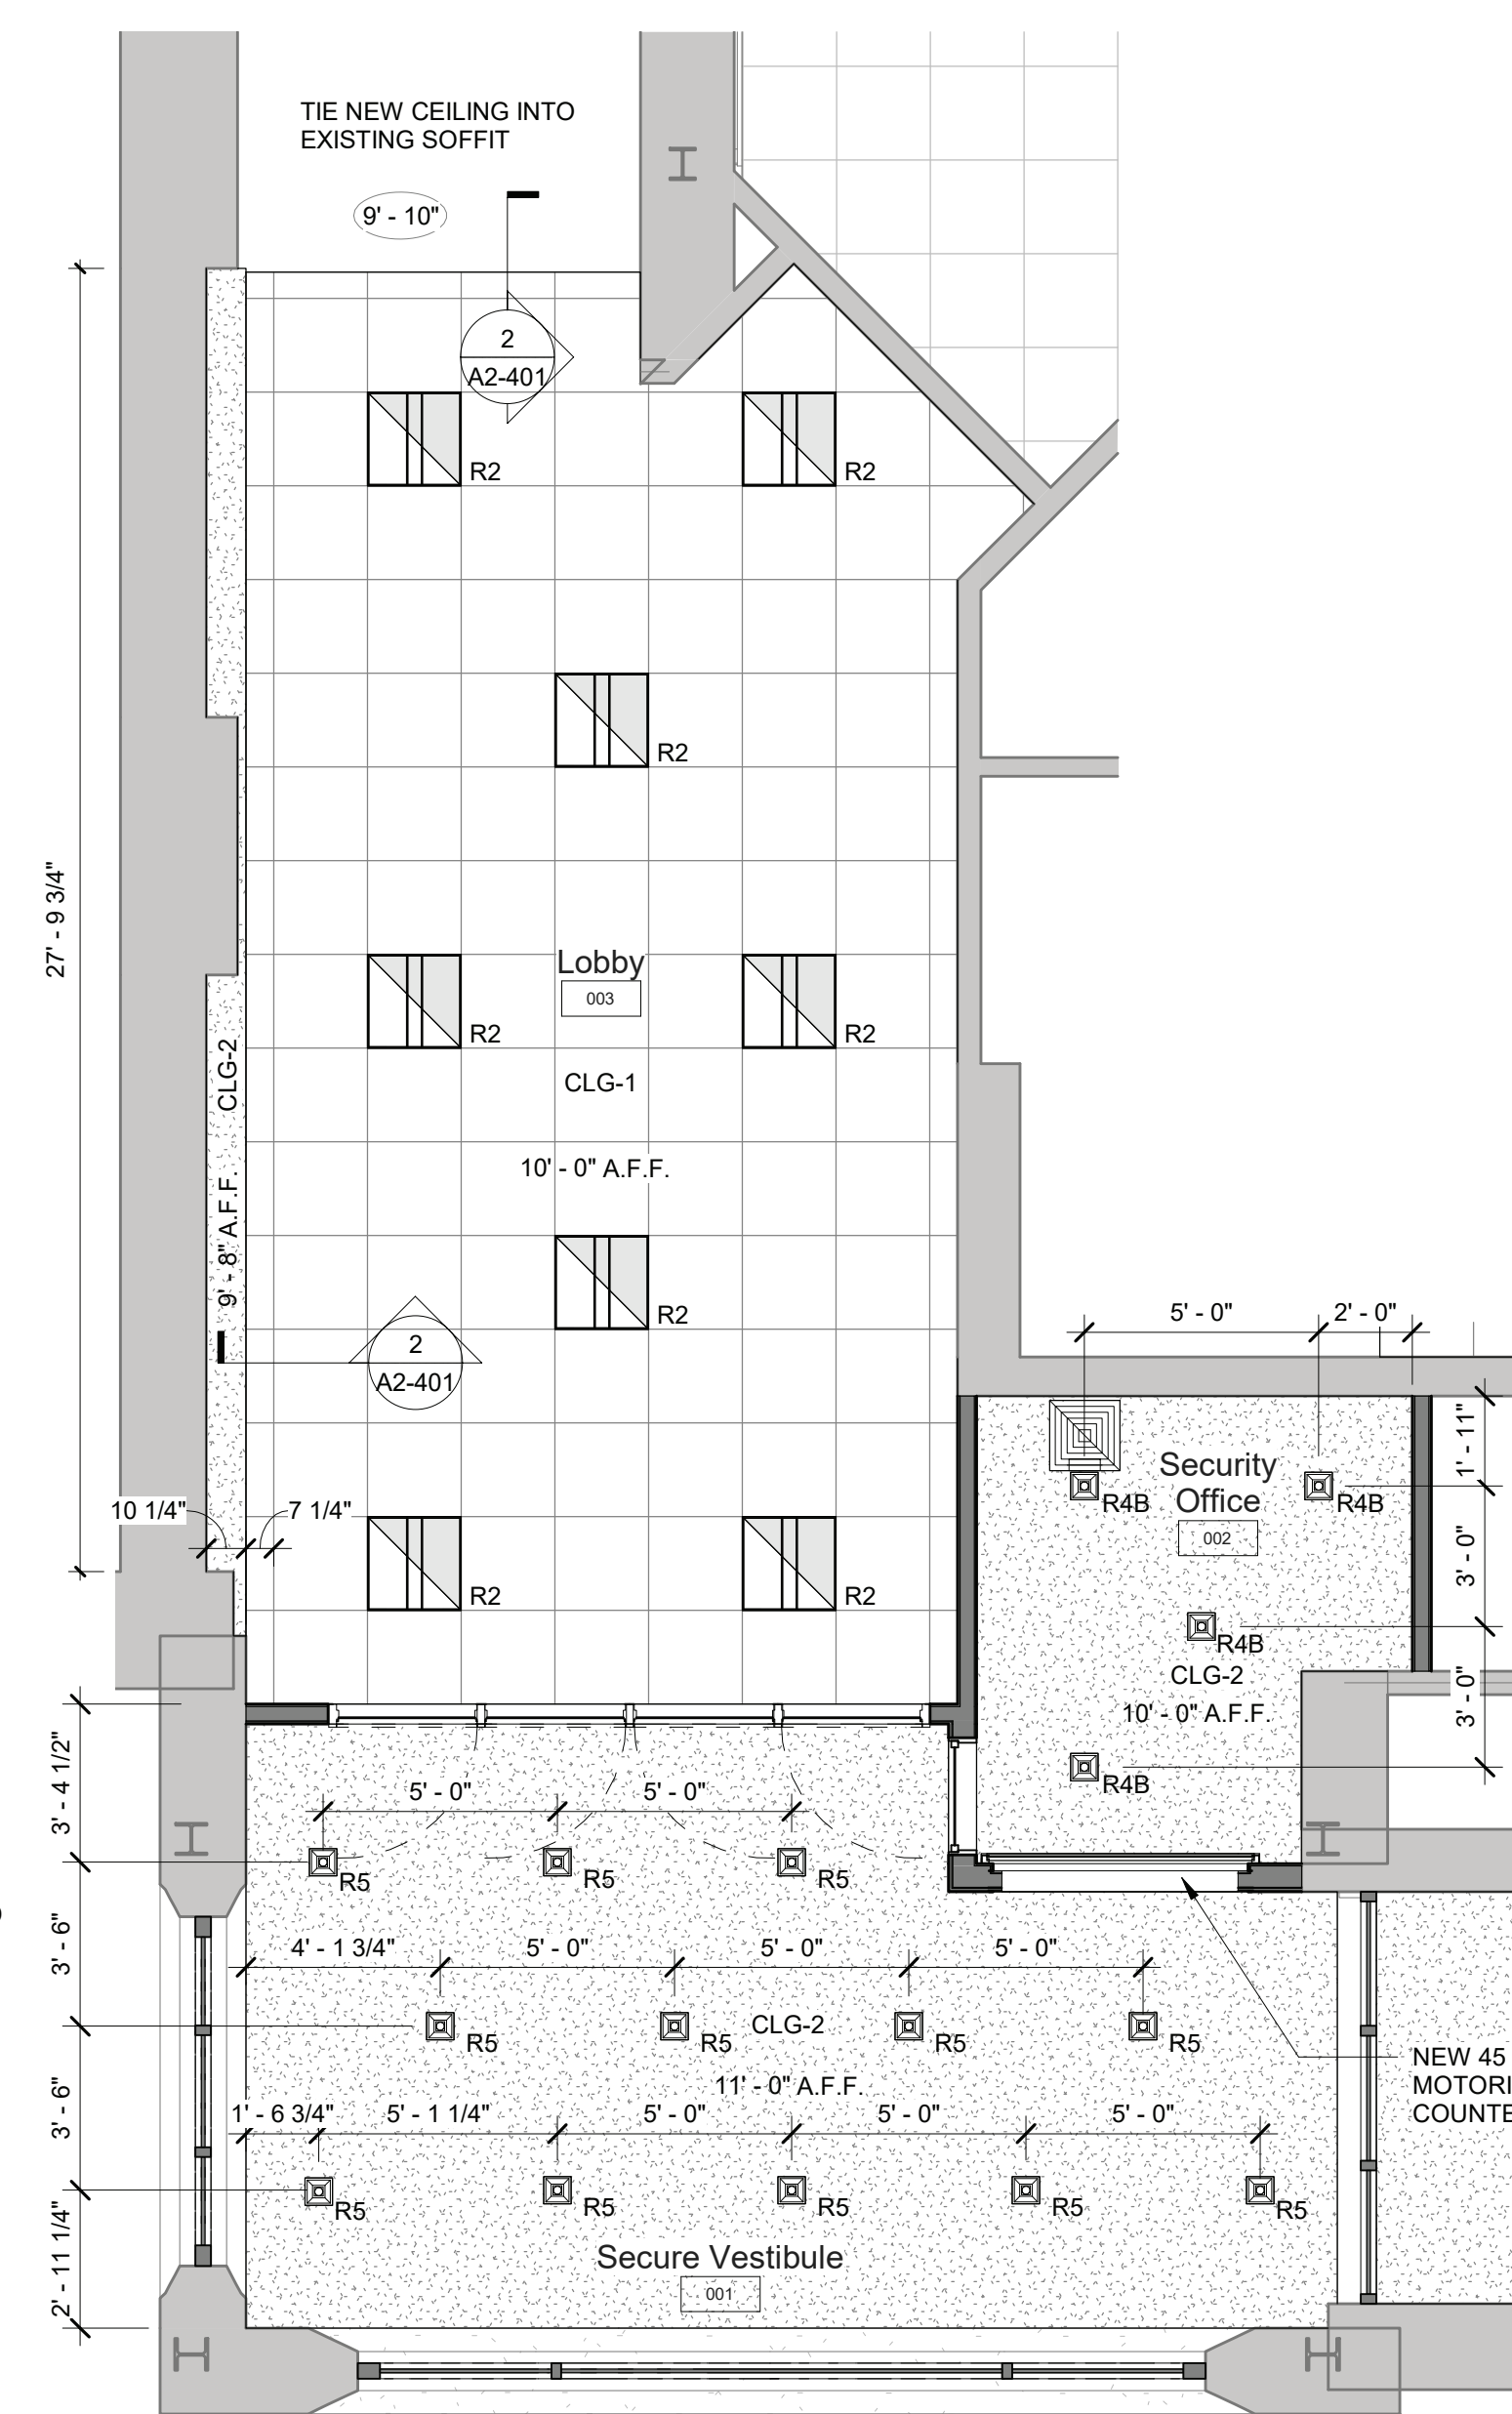 TIE NEW CEILING INTO
EXISTING SOFFIT
9' - 10"
2
A2-401
R2
R2
R2
27' - 9 3/4"
Lobby
003
R2
R2
CLG-1
CLG-2
9' - 8" A.F.F.
10' - 0" A.F.F.
R2
2
A2-401
5' - 0"
2' - 0"
1' - 11"
Security
Office
002
R4B
R4B
10 1/4"
7 1/4"
R2
R2
3' - 0"
R4B
CLG-2
10' - 0" A.F.F.
3' - 0"
R4B
3' - 4 1/2"
5' - 0"
5' - 0"
R5
R5
R5
3' - 6"
4' - 1 3/4"
5' - 0"
5' - 0"
5' - 0"
R5
R5
CLG-2
R5
R5
11' - 0" A.F.F.
NEW 45
MOTORI
COUNTE
3' - 6"
1' - 6 3/4"
5' - 1 1/4"
5' - 0"
5' - 0"
5' - 0"
R5
R5
R5
R5
R5
2' - 11 1/4"
Secure Vestibule
001